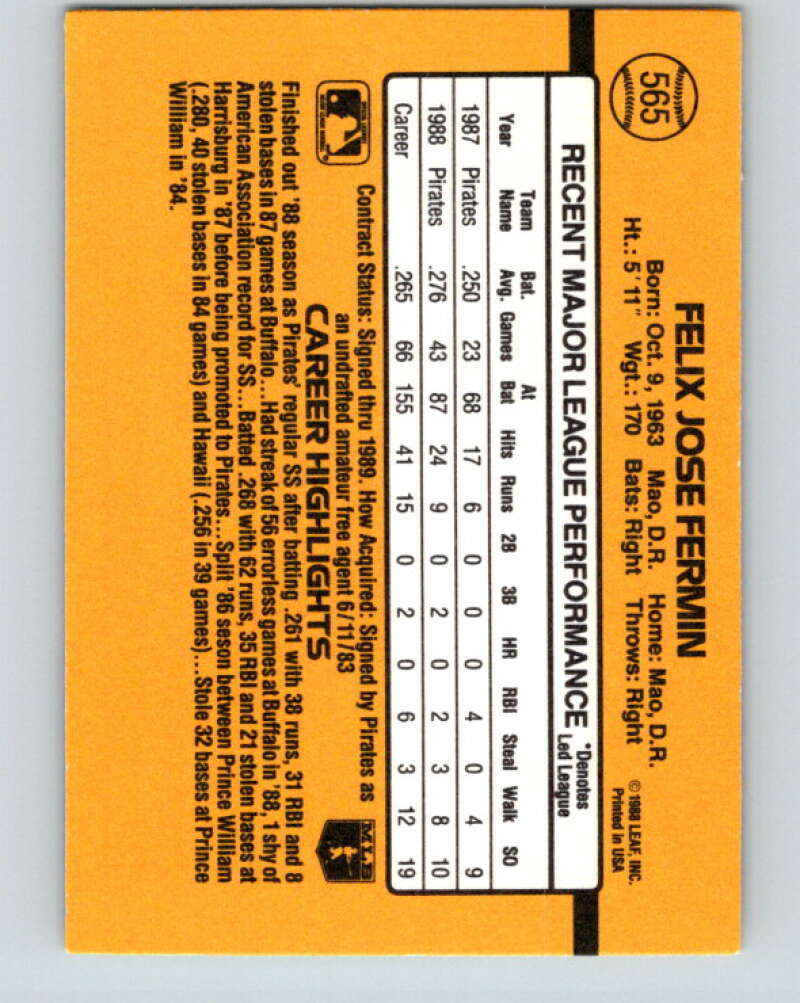 565
FELIX JOSE FERMIN
Born: Oct. 9, 1963 Mao, D.R. Home: Mao, D.R.
Ht.: 5'11" Wgt.: 170 Bats: Right Throws: Right
© 1988 LEAF, INC.
Printed in USA
RECENT MAJOR LEAGUE PERFORMANCE
*Denotes
Led League
Year Team Name Bat. Avg. Games At Bat Hits Runs 2B 3B HR RBI Steal Walk SO
1987 Pirates .250 23 68 17 6 0 0 0 4 0 4 9
1988 Pirates .276 43 87 24 9 0 2 0 2 3 8 10
Career .265 66 155 41 15 0 2 0 6 3 12 19
Contract Status: Signed thru 1989. How Acquired: Signed by Pirates as
an undrafted amateur free agent 6/11/83
MLB
CAREER HIGHLIGHTS
Finished out '88 season as Pirates' regular SS after batting .261 with 38 runs, 31 RBI and 8
stolen bases in 87 games at Buffalo...Had streak of 56 errorless games at Buffalo in '88, 1 shy of
American Association record for SS...Batted .268 with 62 runs, 35 RBI and 21 stolen bases at
Harrisburg in '87 before being promoted to Pirates...Split '86 seson between Prince William
(.280, 40 stolen bases in 84 games) and Hawaii (.256 in 39 games)...Stole 32 bases at Prince
William in '84.